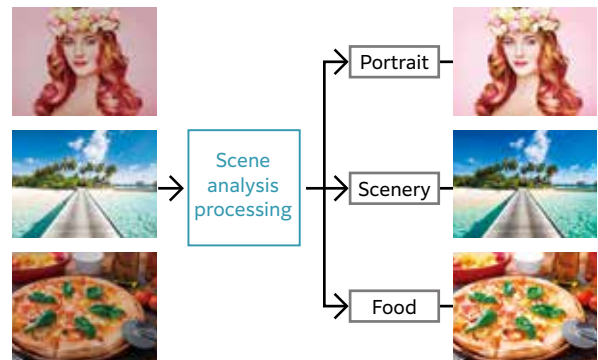 Portrait
Scene
analysis
processing
Scenery
Food